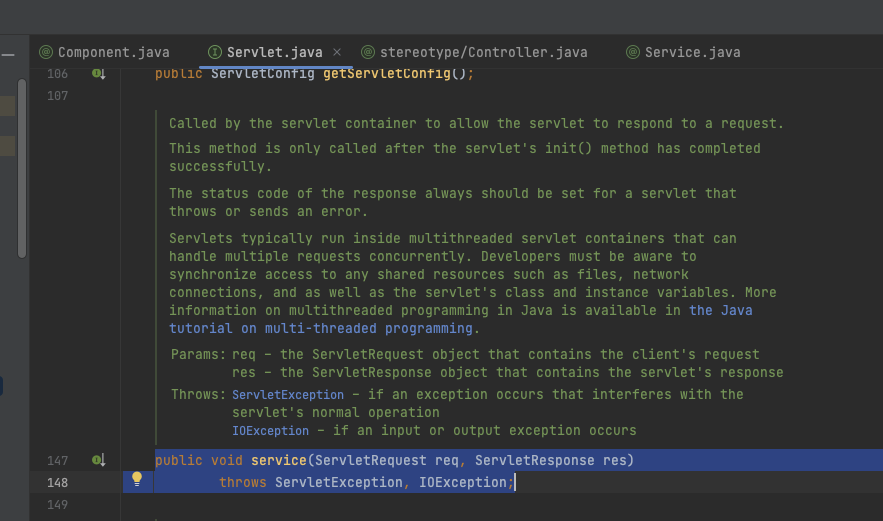 Component.java Servlet.java × stereotype/Controller.java Service.java
106 public ServletConfig getServletConfig();
107
Called by the servlet container to allow the servlet to respond to a request.
This method is only called after the servlet's init() method has completed
successfully.
The status code of the response always should be set for a servlet that
throws or sends an error.
Servlets typically run inside multithreaded servlet containers that can
handle multiple requests concurrently. Developers must be aware to
synchronize access to any shared resources such as files, network
connections, and as well as the servlet's class and instance variables. More
information on multithreaded programming in Java is available in the Java
tutorial on multi-threaded programming.
Params: req – the ServletRequest object that contains the client's request
res – the ServletResponse object that contains the servlet's response
Throws: ServletException – if an exception occurs that interferes with the
servlet's normal operation
IOException – if an input or output exception occurs
147 public void service(ServletRequest req, ServletResponse res)
148 throws ServletException, IOException;
149